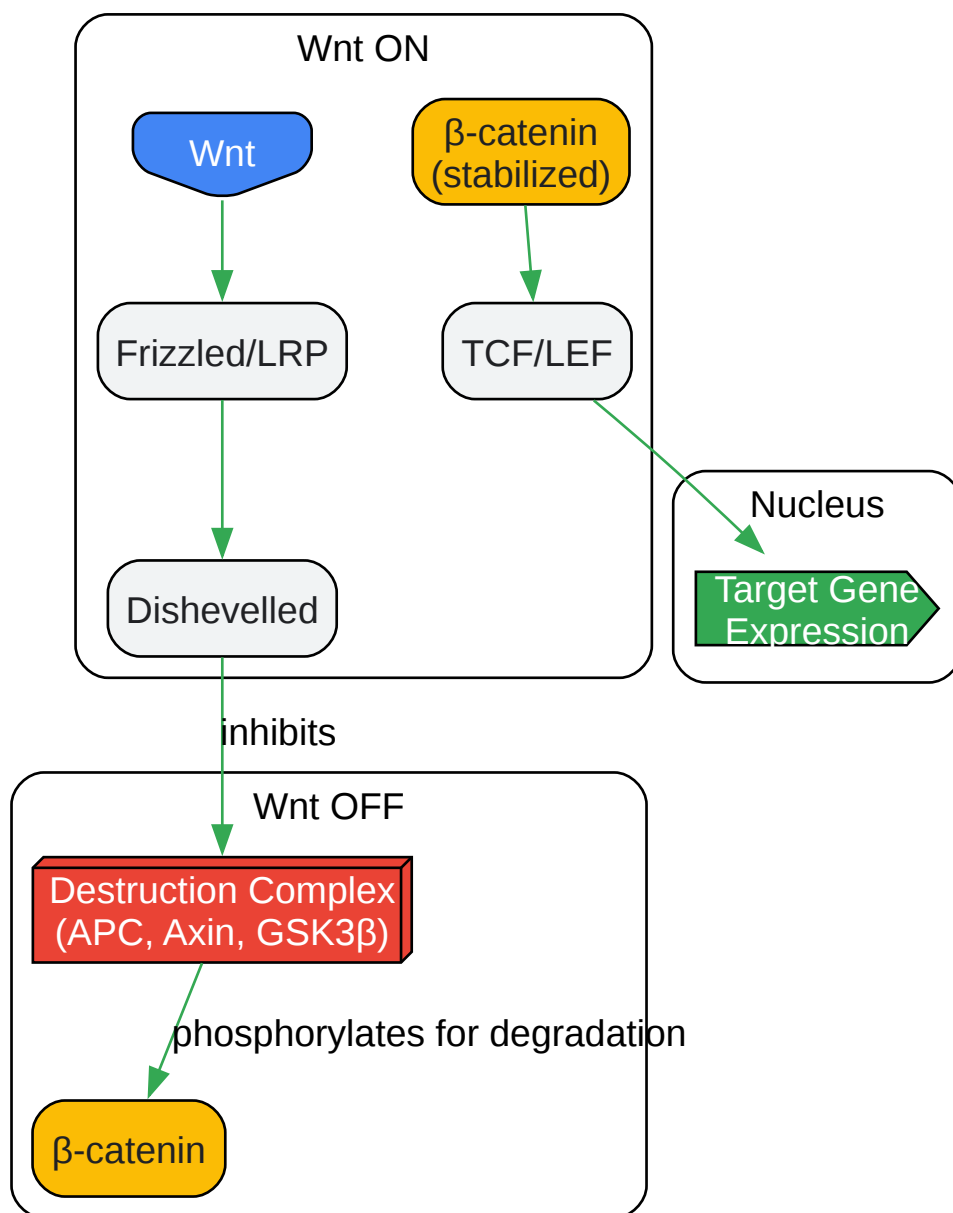 Wnt ON
Wnt
β-catenin
(stabilized)
Frizzled/LRP
TCF/LEF
Nucleus
Target Gene
Expression
Dishevelled
inhibits
Wnt OFF
Destruction Complex
(APC, Axin, GSK3β)
phosphorylates for degradation
β-catenin